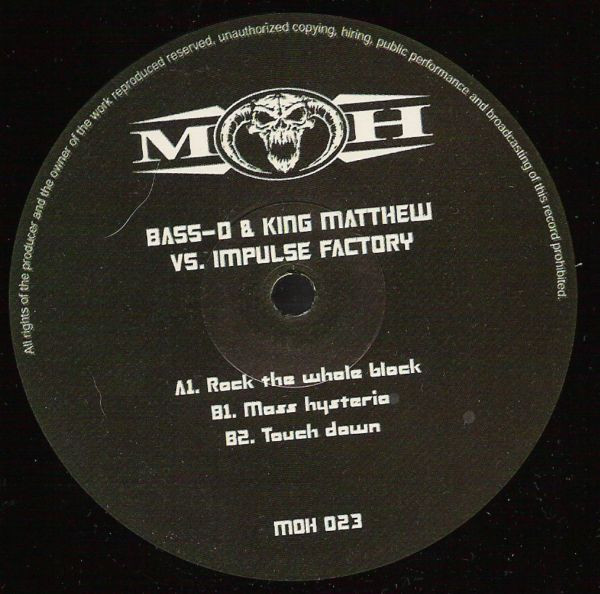 All rights of the producer and the owner of the work reproduced reserved, unauthorized copying, hiring, public performance and broadcasting of this record prohibited.
M H
BASS-D & KING MATTHEW
VS. IMPULSE FACTORY
A1. Rock the whole block
B1. Mass hysteria
B2. Touch down
MOH 023